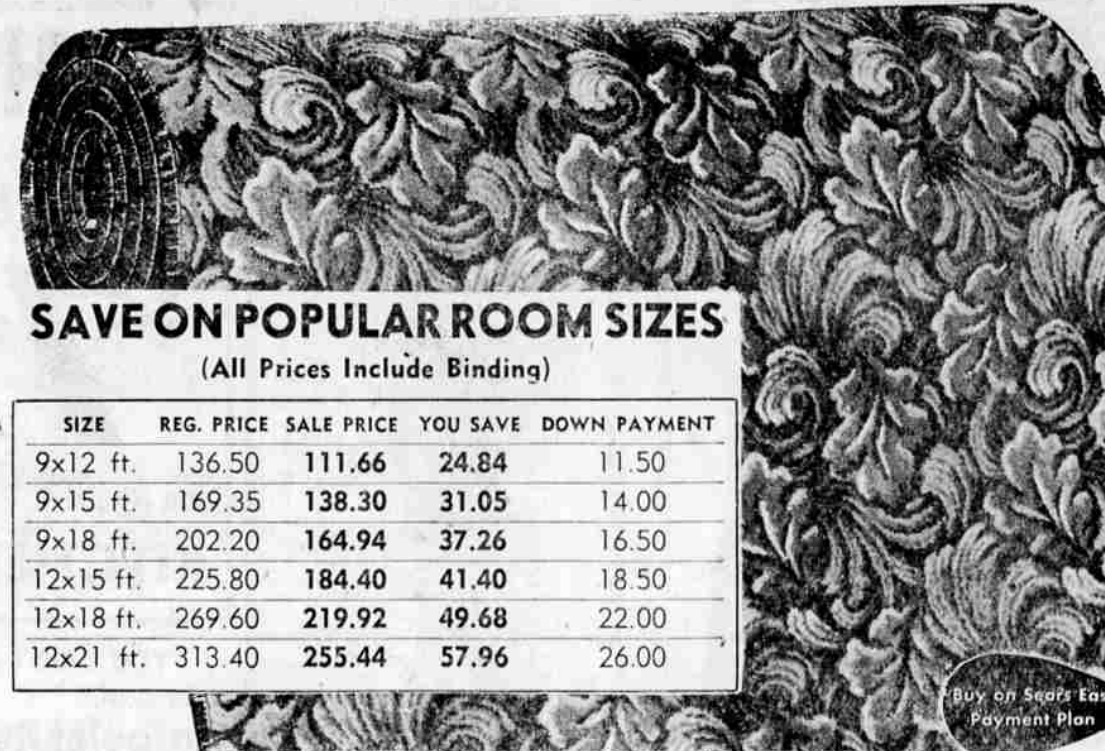 SAVE ON POPULAR ROOM SIZES
(All Prices Include Binding)
SIZE REG. PRICE SALE PRICE YOU SAVE DOWN PAYMENT
9x12 ft. 136.50 111.66 24.84 11.50
9x15 ft. 169.35 138.30 31.05 14.00
9x18 ft. 202.20 164.94 37.26 16.50
12x15 ft. 225.80 184.40 41.40 18.50
12x18 ft. 269.60 219.92 49.68 22.00
12x21 ft. 313.40 255.44 57.96 26.00
Buy on Sears Eas
Payment Plan